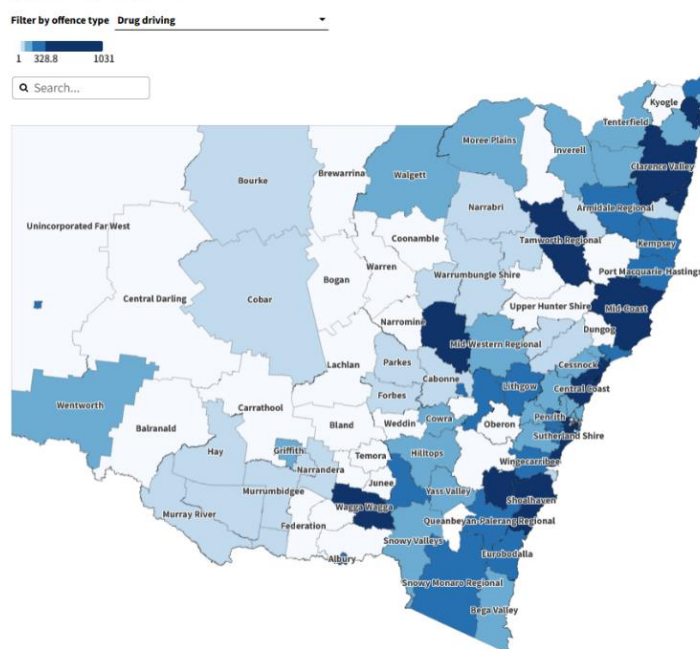 Filter by offence type Drug driving
1 328.8 1031
Search...
Kyogle
Tenterfield
Moree Plains
Inverell
Clarence Valley
Brewarrina
Walgett
Bourke
Narrabri
Armidale Regional
Unincorporated Far West
Coonamble
Tamworth Regional
Kempsey
Warren
Bogan
Warrumbungle Shire
Port Macquarie-Hastings
Central Darling
Cobar
Upper Hunter Shire
Mid-Coast
Narromine
Dungog
Mid-Western Regional
Lachlan
Parkes
Cessnock
Cabonne
Lithgow
Central Coast
Wentworth
Carrathool
Forbes
Weddin
Cowra
Oberon
Penrith
Balranald
Bland
Sutherland Shire
Hay
Griffith
Temora
Hilltops
Wingecarribee
Narrandera
Junee
Murrumbidgee
Yass Valley
Shoalhaven
Wagga Wagga
Murray River
Federation
Queanbeyan-Palerang Regional
Snowy Valleys
Albury
Eurobodalla
Snowy Monaro Regional
Bega Valley